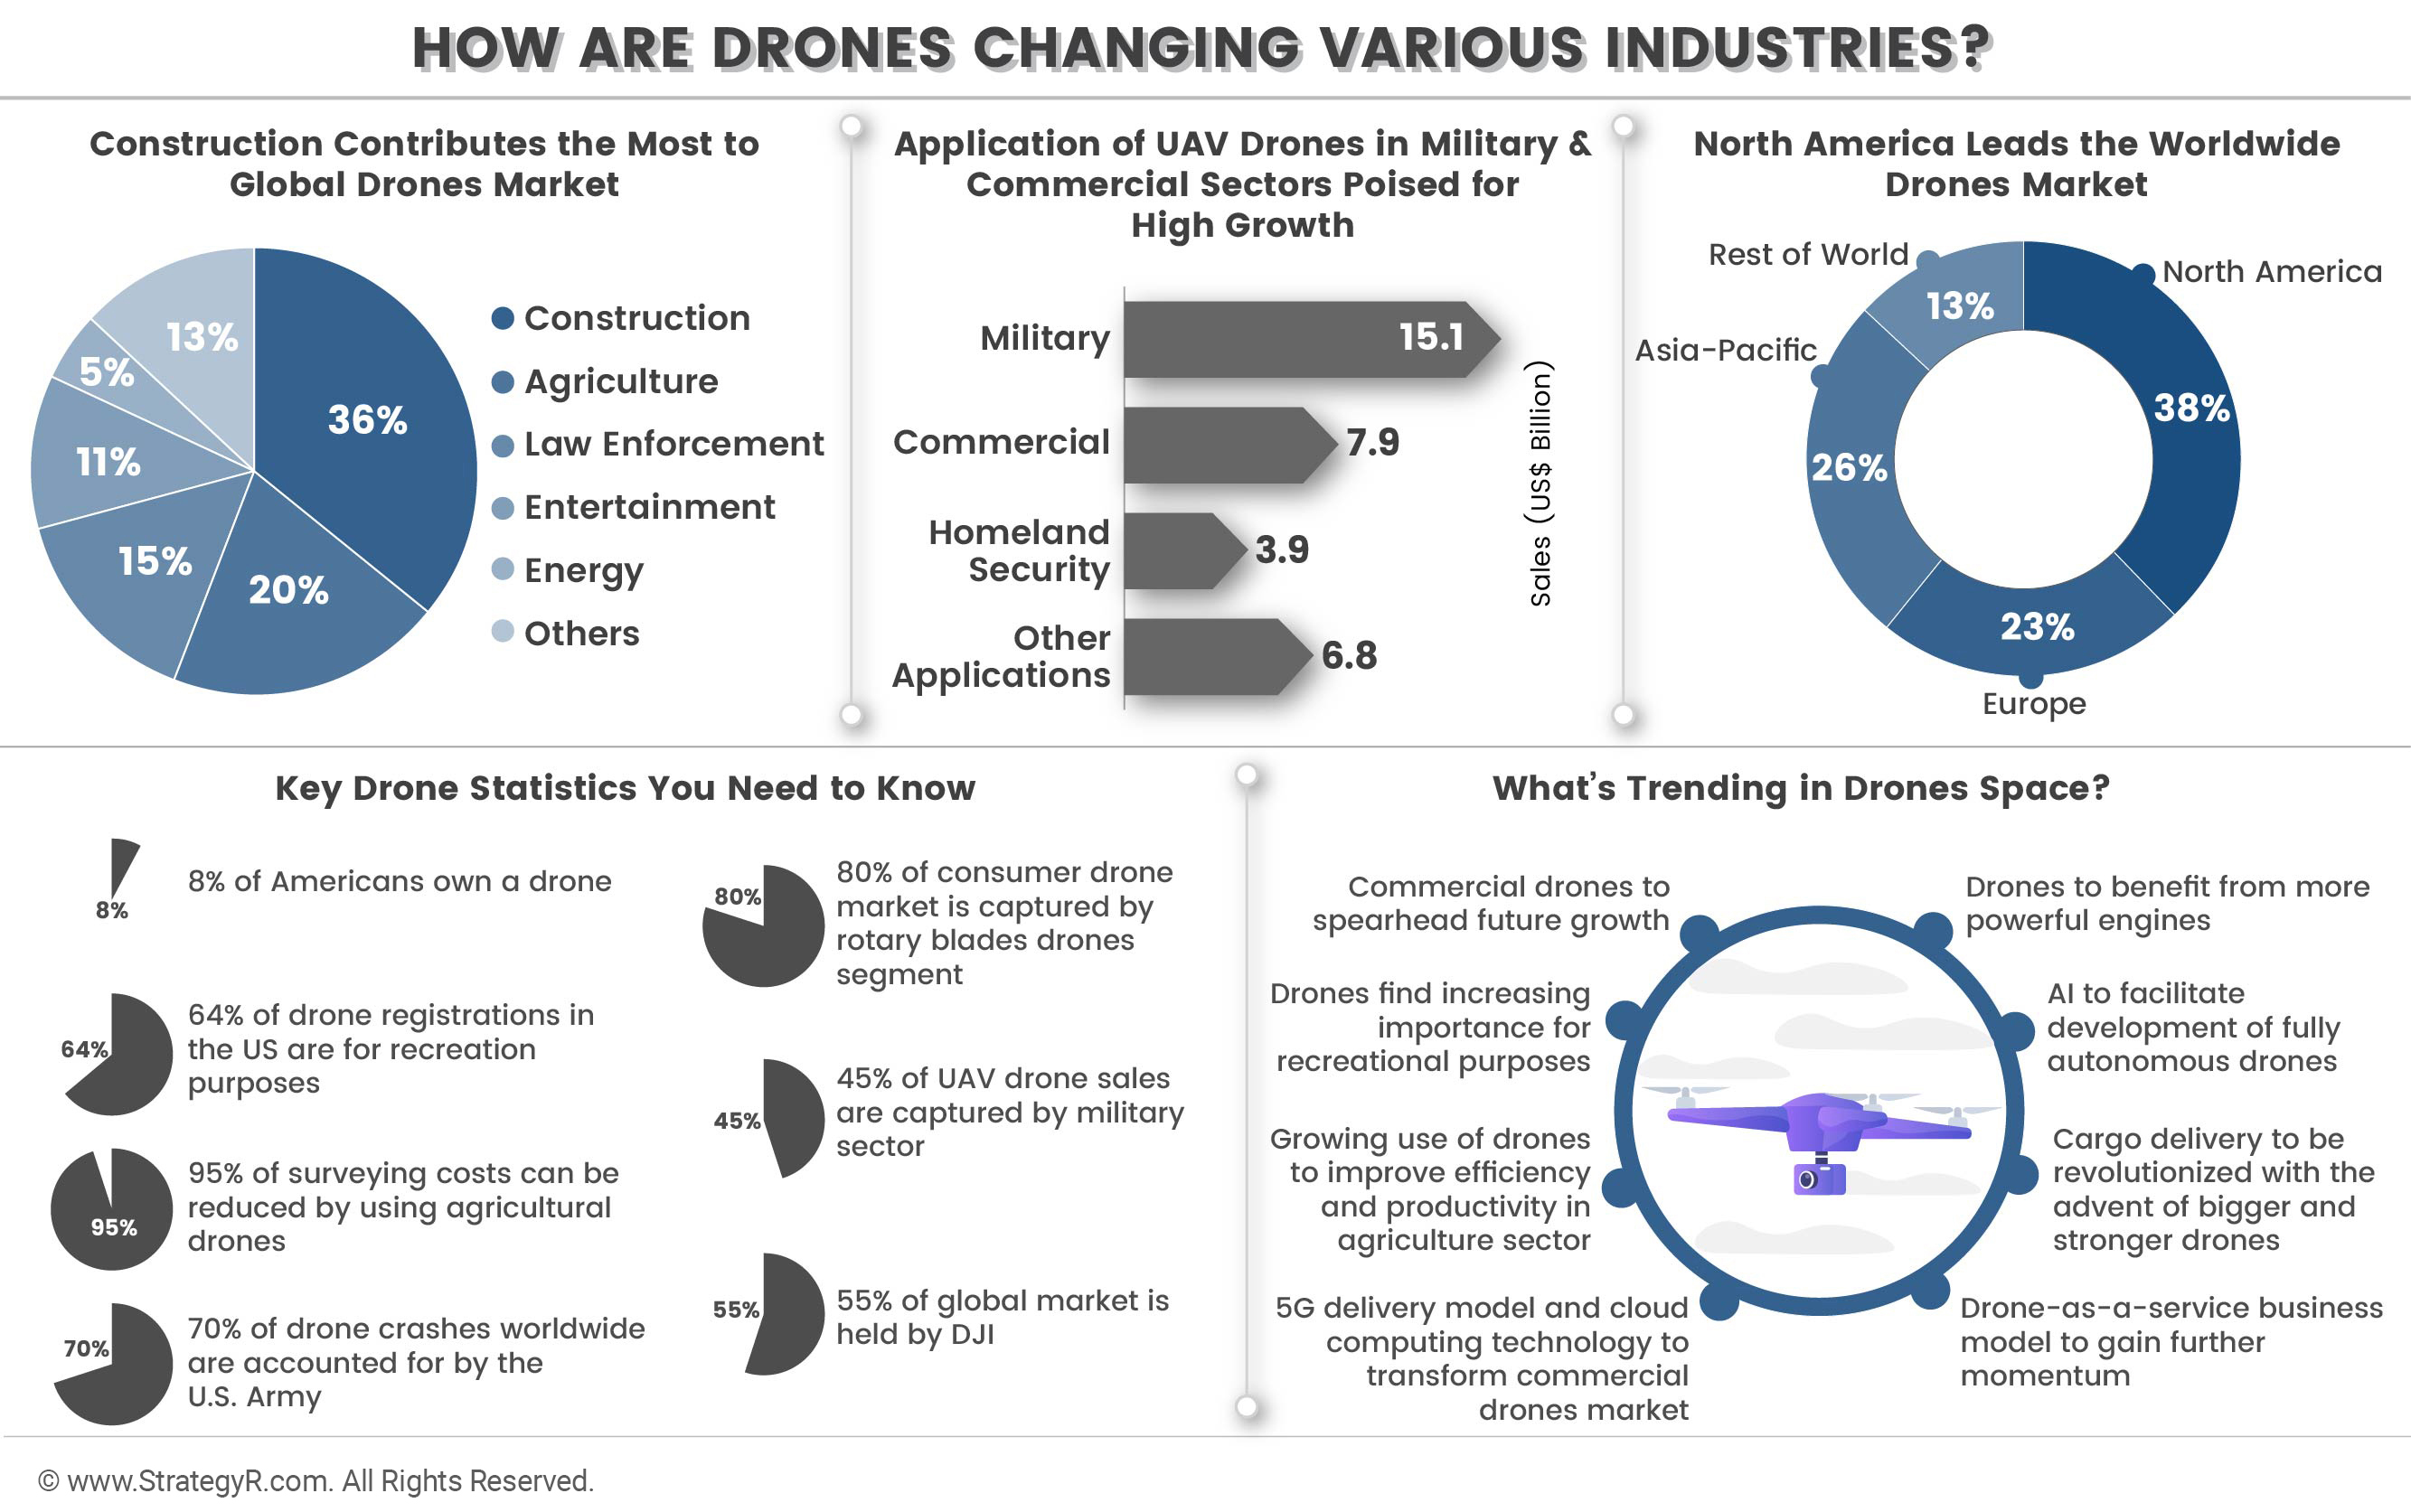 HOW ARE DRONES CHANGING VARIOUS INDUSTRIES?
Construction Contributes the Most to
Global Drones Market
13%
36%
5%
11%
15%
20%
Construction
Agriculture
Law Enforcement
Entertainment
Energy
Others
Application of UAV Drones in Military &
Commercial Sectors Poised for
High Growth
Military
15.1
Commercial
7.9
Homeland
Security
3.9
Other
Applications
6.8
Sales (US$ Billion)
North America Leads the Worldwide
Drones Market
Rest of World
North America
13%
Asia-Pacific
38%
26%
23%
Europe
Key Drone Statistics You Need to Know
8%
8% of Americans own a drone
64%
64% of drone registrations in
the US are for recreation
purposes
95%
95% of surveying costs can be
reduced by using agricultural
drones
70%
70% of drone crashes worldwide
are accounted for by the
U.S. Army
80%
80% of consumer drone
market is captured by
rotary blades drones
segment
45%
45% of UAV drone sales
are captured by military
sector
55%
55% of global market is
held by DJI
What's Trending in Drones Space?
Commercial drones to
spearhead future growth
Drones find increasing
importance for
recreational purposes
Growing use of drones
to improve efficiency
and productivity in
agriculture sector
5G delivery model and cloud
computing technology to
transform commercial
drones market
Drones to benefit from more
powerful engines
AI to facilitate
development of fully
autonomous drones
Cargo delivery to be
revolutionized with the
advent of bigger and
stronger drones
Drone-as-a-service business
model to gain further
momentum
© www.StrategyR.com. All Rights Reserved.